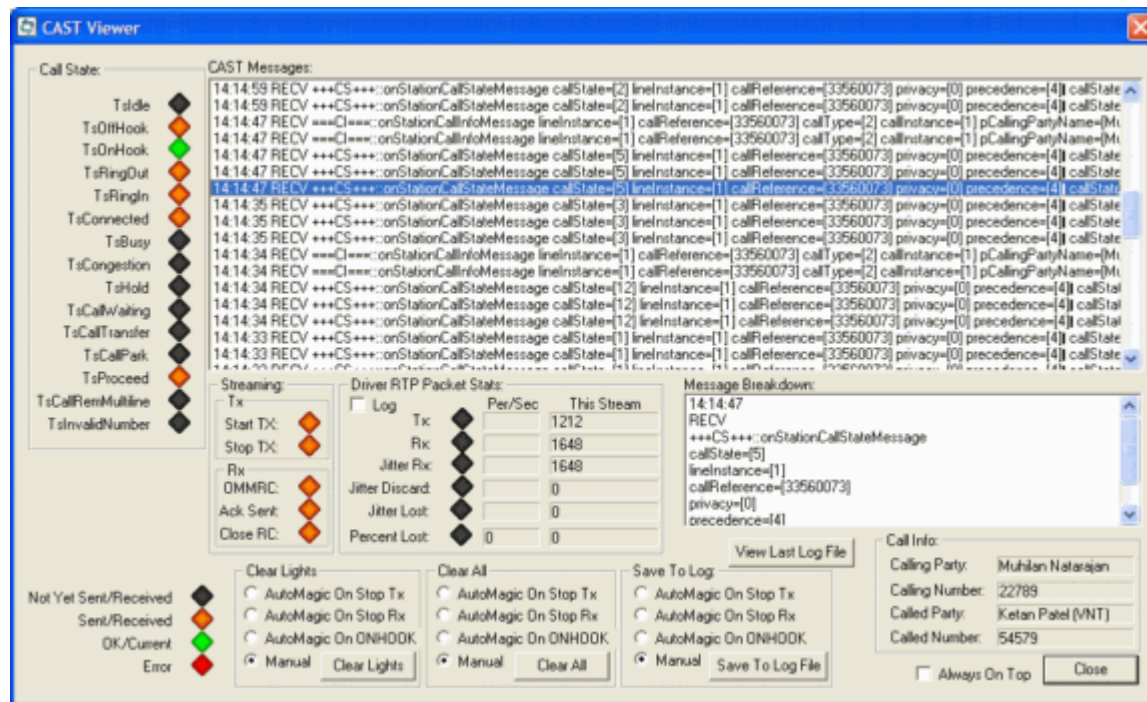 CAST Viewer
Call State:
TsIdle
TsOffHook
TsOnHook
TsRingOut
TsRingIn
TsConnected
TsBusy
TsCongestion
TsHold
TsCallWaiting
TsCallTransfer
TsCallPark
TsProceed
TsCallRemMultiline
TsInvalidNumber
CAST Messages:
14:14:59 RECV +++CS+++::onStationCallStateMessage callState=[2] lineInstance=[1] callReference=[33560073] privacy=[0] precedence=[4]| callState
14:14:59 RECV +++CS+++::onStationCallStateMessage callState=[2] lineInstance=[1] callReference=[33560073] privacy=[0] precedence=[4]| callState
14:14:47 RECV ===CI===::onStationCallInfoMessage lineInstance=[1] callReference=[33560073] callType=[2] callInstance=[1] pCallingPartyName=[Mu
14:14:47 RECV ===CI===::onStationCallInfoMessage lineInstance=[1] callReference=[33560073] callType=[2] callInstance=[1] pCallingPartyName=[Mu
14:14:47 RECV +++CS+++::onStationCallStateMessage callState=[5] lineInstance=[1] callReference=[33560073] privacy=[0] precedence=[4]| callState
14:14:47 RECV +++CS+++::onStationCallStateMessage callState=[5] lineInstance=[1] callReference=[33560073] privacy=[0] precedence=[4]| callState
14:14:47 RECV +++CS+++::onStationCallStateMessage callState=[5] lineInstance=[1] callReference=[33560073] privacy=[0] precedence=[4]| callState
14:14:35 RECV +++CS+++::onStationCallStateMessage callState=[3] lineInstance=[1] callReference=[33560073] privacy=[0] precedence=[4]| callState
14:14:35 RECV +++CS+++::onStationCallStateMessage callState=[3] lineInstance=[1] callReference=[33560073] privacy=[0] precedence=[4]| callState
14:14:35 RECV +++CS+++::onStationCallStateMessage callState=[3] lineInstance=[1] callReference=[33560073] privacy=[0] precedence=[4]| callState
14:14:34 RECV ===CI===::onStationCallInfoMessage lineInstance=[1] callReference=[33560073] callType=[2] callInstance=[1] pCallingPartyName=[Mu
14:14:34 RECV ===CI===::onStationCallInfoMessage lineInstance=[1] callReference=[33560073] callType=[2] callInstance=[1] pCallingPartyName=[Mu
14:14:34 RECV +++CS+++::onStationCallStateMessage callState=[12] lineInstance=[1] callReference=[33560073] privacy=[0] precedence=[4]| callStat
14:14:34 RECV +++CS+++::onStationCallStateMessage callState=[12] lineInstance=[1] callReference=[33560073] privacy=[0] precedence=[4]| callStat
14:14:34 RECV +++CS+++::onStationCallStateMessage callState=[12] lineInstance=[1] callReference=[33560073] privacy=[0] precedence=[4]| callStat
14:14:33 RECV +++CS+++::onStationCallStateMessage callState=[1] lineInstance=[1] callReference=[33560073] privacy=[0] precedence=[4]| callState
14:14:33 RECV +++CS+++::onStationCallStateMessage callState=[1] lineInstance=[1] callReference=[33560073] privacy=[0] precedence=[4]| callState
Streaming:
Tx
Start TX:
Stop TX:
Rx
OMMRC:
Ack Sent:
Close RC:
Driver RTP Packet Stats:
Log Per/Sec This Stream
Tx: 1212
Rx: 1648
Jitter Rx: 1648
Jitter Discard: 0
Jitter Lost: 0
Percent Lost: 0 0
Message Breakdown:
14:14:47
RECV
+++CS+++::onStationCallStateMessage
callState=[5]
lineInstance=[1]
callReference=[33560073]
privacy=[0]
precedence=[4]
View Last Log File
Not Yet Sent/Received
Sent/Received
OK/Current
Error
Clear Lights
AutoMagic On Stop Tx
AutoMagic On Stop Rx
AutoMagic On ONHOOK
Manual Clear Lights
Clear All
AutoMagic On Stop Tx
AutoMagic On Stop Rx
AutoMagic On ONHOOK
Manual Clear All
Save To Log:
AutoMagic On Stop Tx
AutoMagic On Stop Rx
AutoMagic On ONHOOK
Manual Save To Log File
Call Info:
Calling Party: Muhilan Natarajan
Calling Number: 22789
Called Party: Ketan Patel (VNT)
Called Number: 54579
Always On Top Close